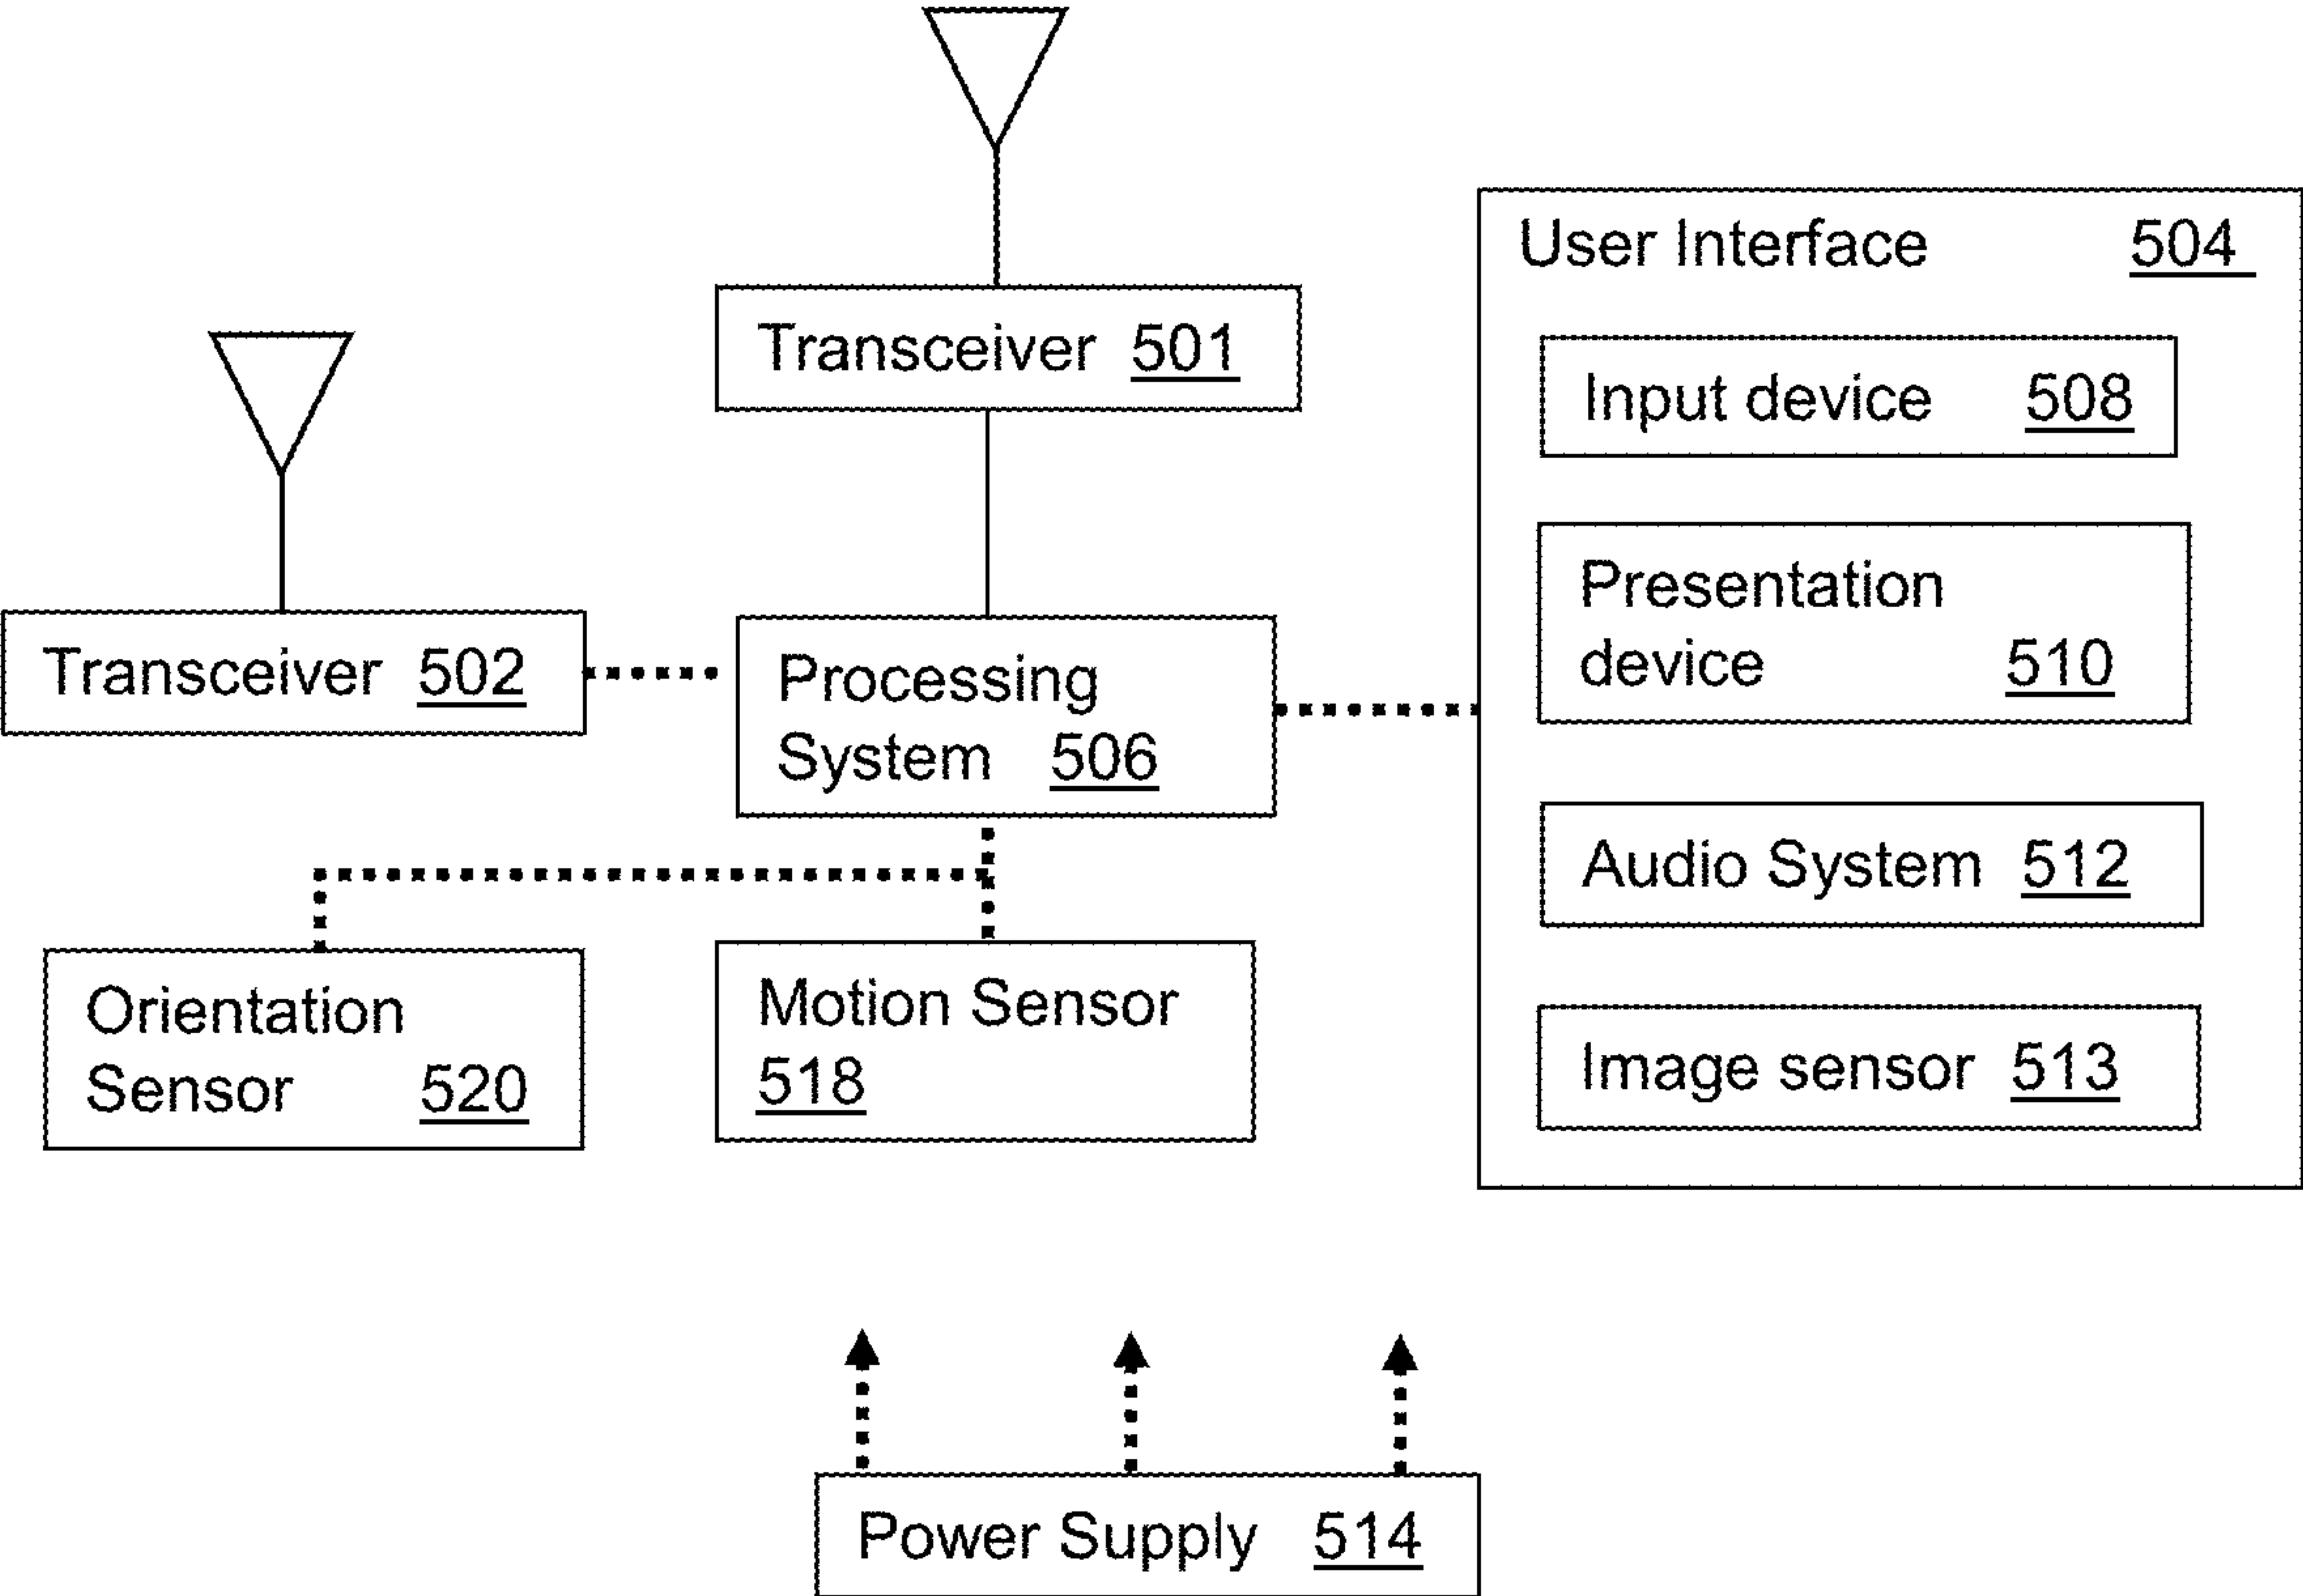 User Interface 504
Transceiver 501
Input device 508
Presentation
device 510
Transceiver 502
Processing
System 506
Audio System 512
Orientation
Sensor 520
Motion Sensor
518
Image sensor 513
Power Supply 514